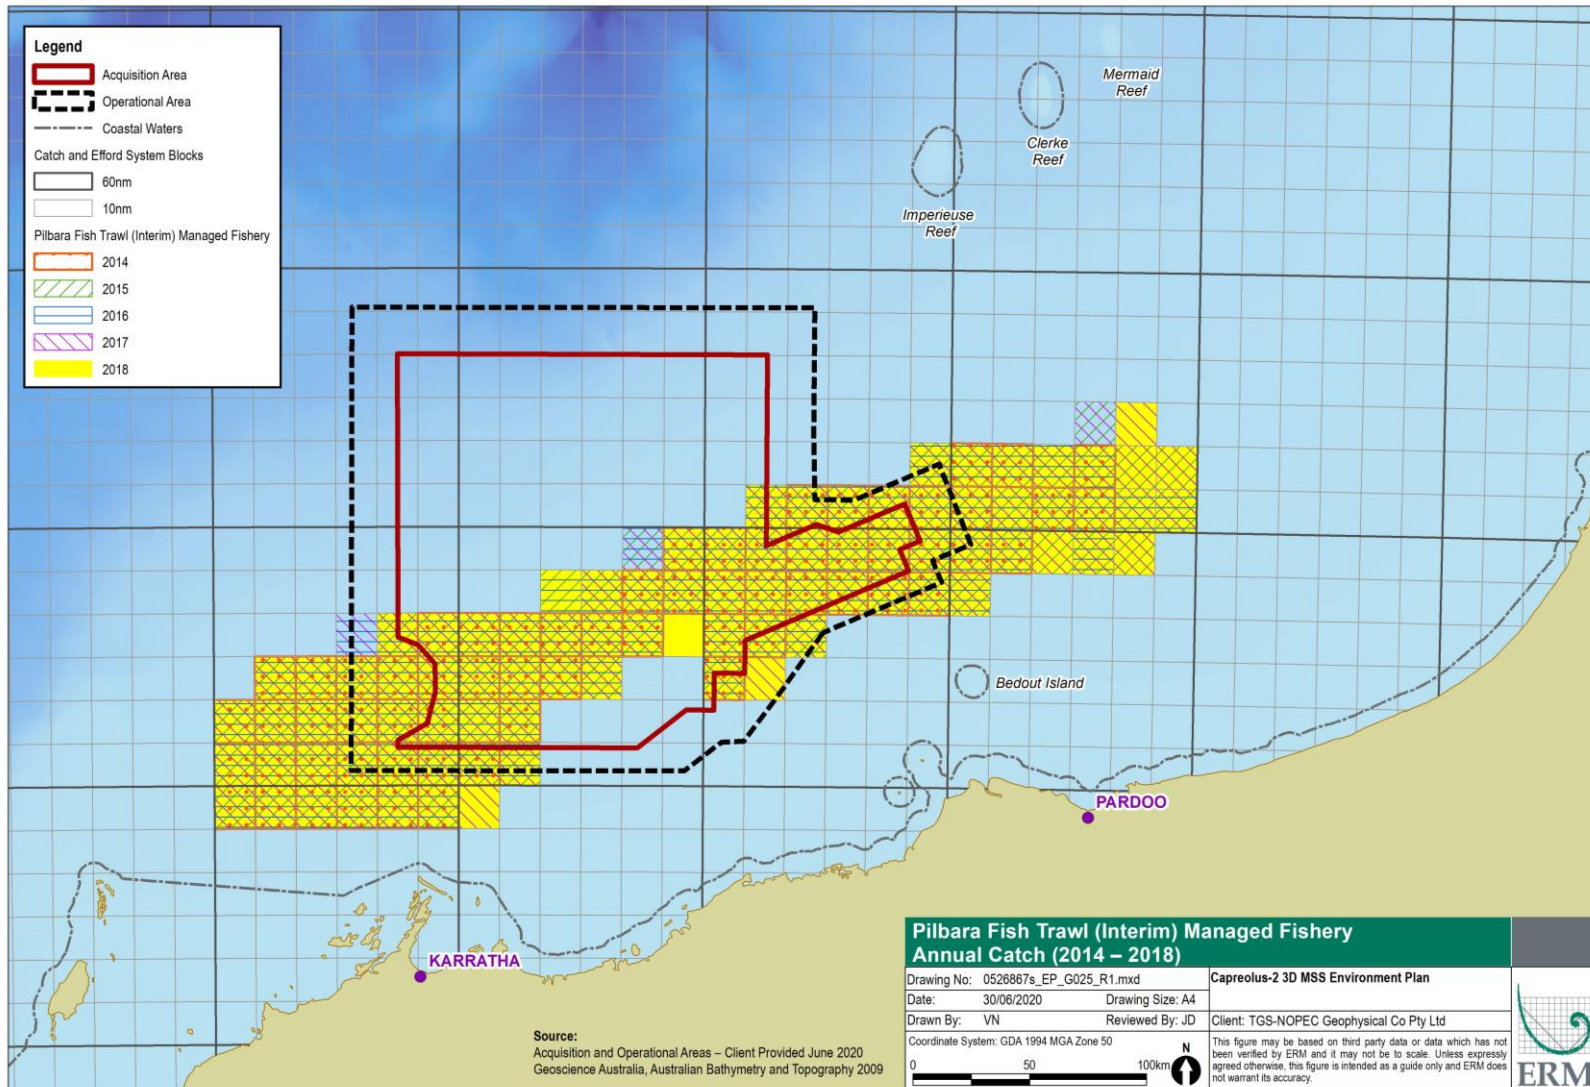 Legend
Acquisition Area
Operational Area
Coastal Waters
Catch and Efford System Blocks
60nm
10nm
Pilbara Fish Trawl (Interim) Managed Fishery
2014
2015
2016
2017
2018
Mermaid
Reef
Clerke
Reef
Imperieuse
Reef
Bedout Island
PARDOO
KARRATHA
Source:
Acquisition and Operational Areas – Client Provided June 2020
Geoscience Australia, Australian Bathymetry and Topography 2009
Pilbara Fish Trawl (Interim) Managed Fishery
Annual Catch (2014 – 2018)
Drawing No: 0526867s_EP_G025_R1.mxd
Date: 30/06/2020 Drawing Size: A4
Drawn By: VN Reviewed By: JD
Coordinate System: GDA 1994 MGA Zone 50
0 50 100km
N
Capreolus-2 3D MSS Environment Plan
Client: TGS-NOPEC Geophysical Co Pty Ltd
This figure may be based on third party data or data which has not
been verified by ERM and it may not be to scale. Unless expressly
agreed otherwise, this figure is intended as a guide only and ERM does
not warrant its accuracy.
ERM